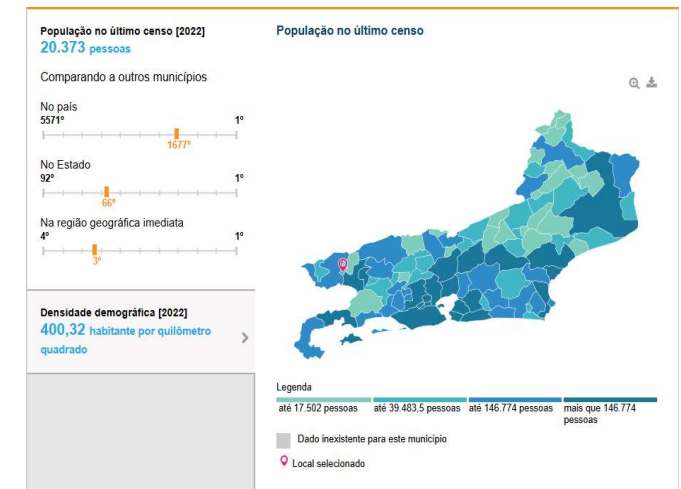 População no último censo [2022]
20.373 pessoas
Comparando a outros municípios
No país
5571º 1º
1677º
No Estado
92º 1º
66º
Na região geográfica imediata
4º 1º
3º
Densidade demográfica [2022]
400,32 habitante por quilômetro
quadrado
População no último censo
Legenda
até 17.502 pessoas até 39.483,5 pessoas até 146.774 pessoas mais que 146.774
pessoas
Dado inexistente para este município
Local selecionado